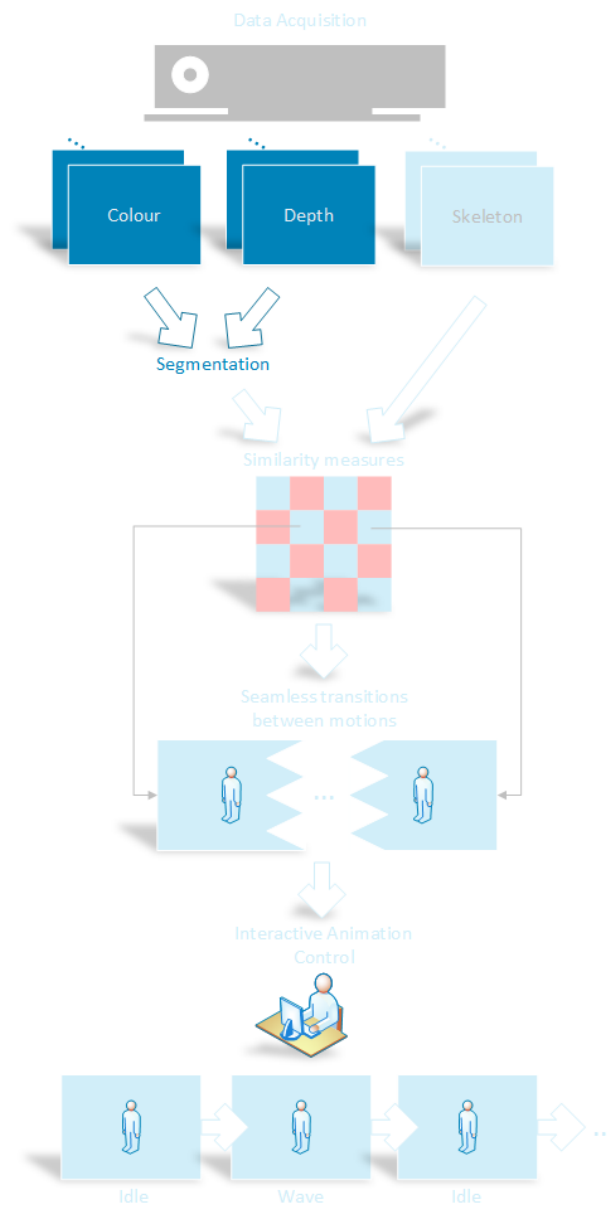 Data Acquisition
Colour
Depth
Skeleton
Segmentation
Similarity measures
...
Seamless transitions
between motions
...
Interactive Animation
Control
...
Idle
Wave
Idle